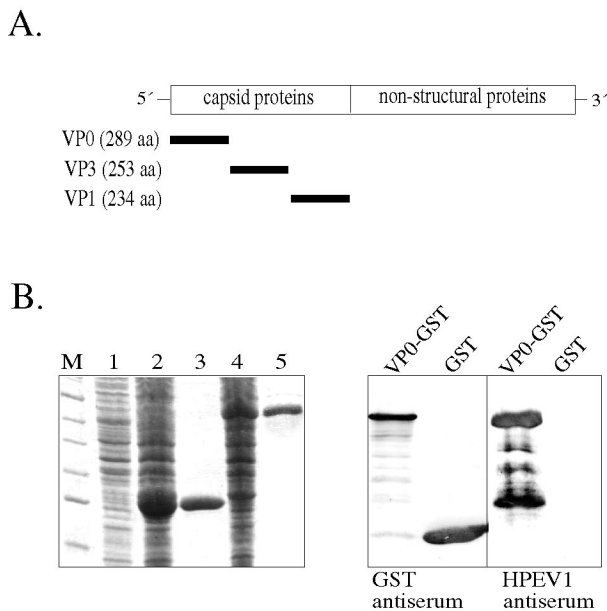 A.
5´ capsid proteins non-structural proteins 3´
VP0 (289 aa)
VP3 (253 aa)
VP1 (234 aa)
B.
M 1 2 3 4 5
VP0-GST GST VP0-GST GST
GST antiserum
HPEV1 antiserum